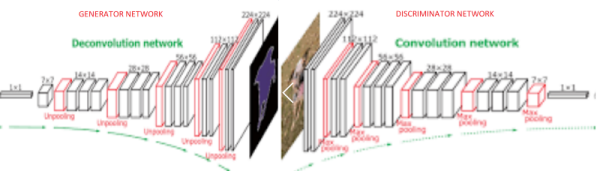 GENERATOR NETWORK
DISCRIMINATOR NETWORK
Deconvolution network
Convolution network
1×1
7×7
14×14
28×28
56×56
112×112
224×224
Unpooling
Unpooling
Unpooling
Unpooling
Unpooling
224×224
112×112
56×56
28×28
14×14
7×7
1×1
Max
pooling
Max
pooling
Max
pooling
Max
pooling
Max
pooling